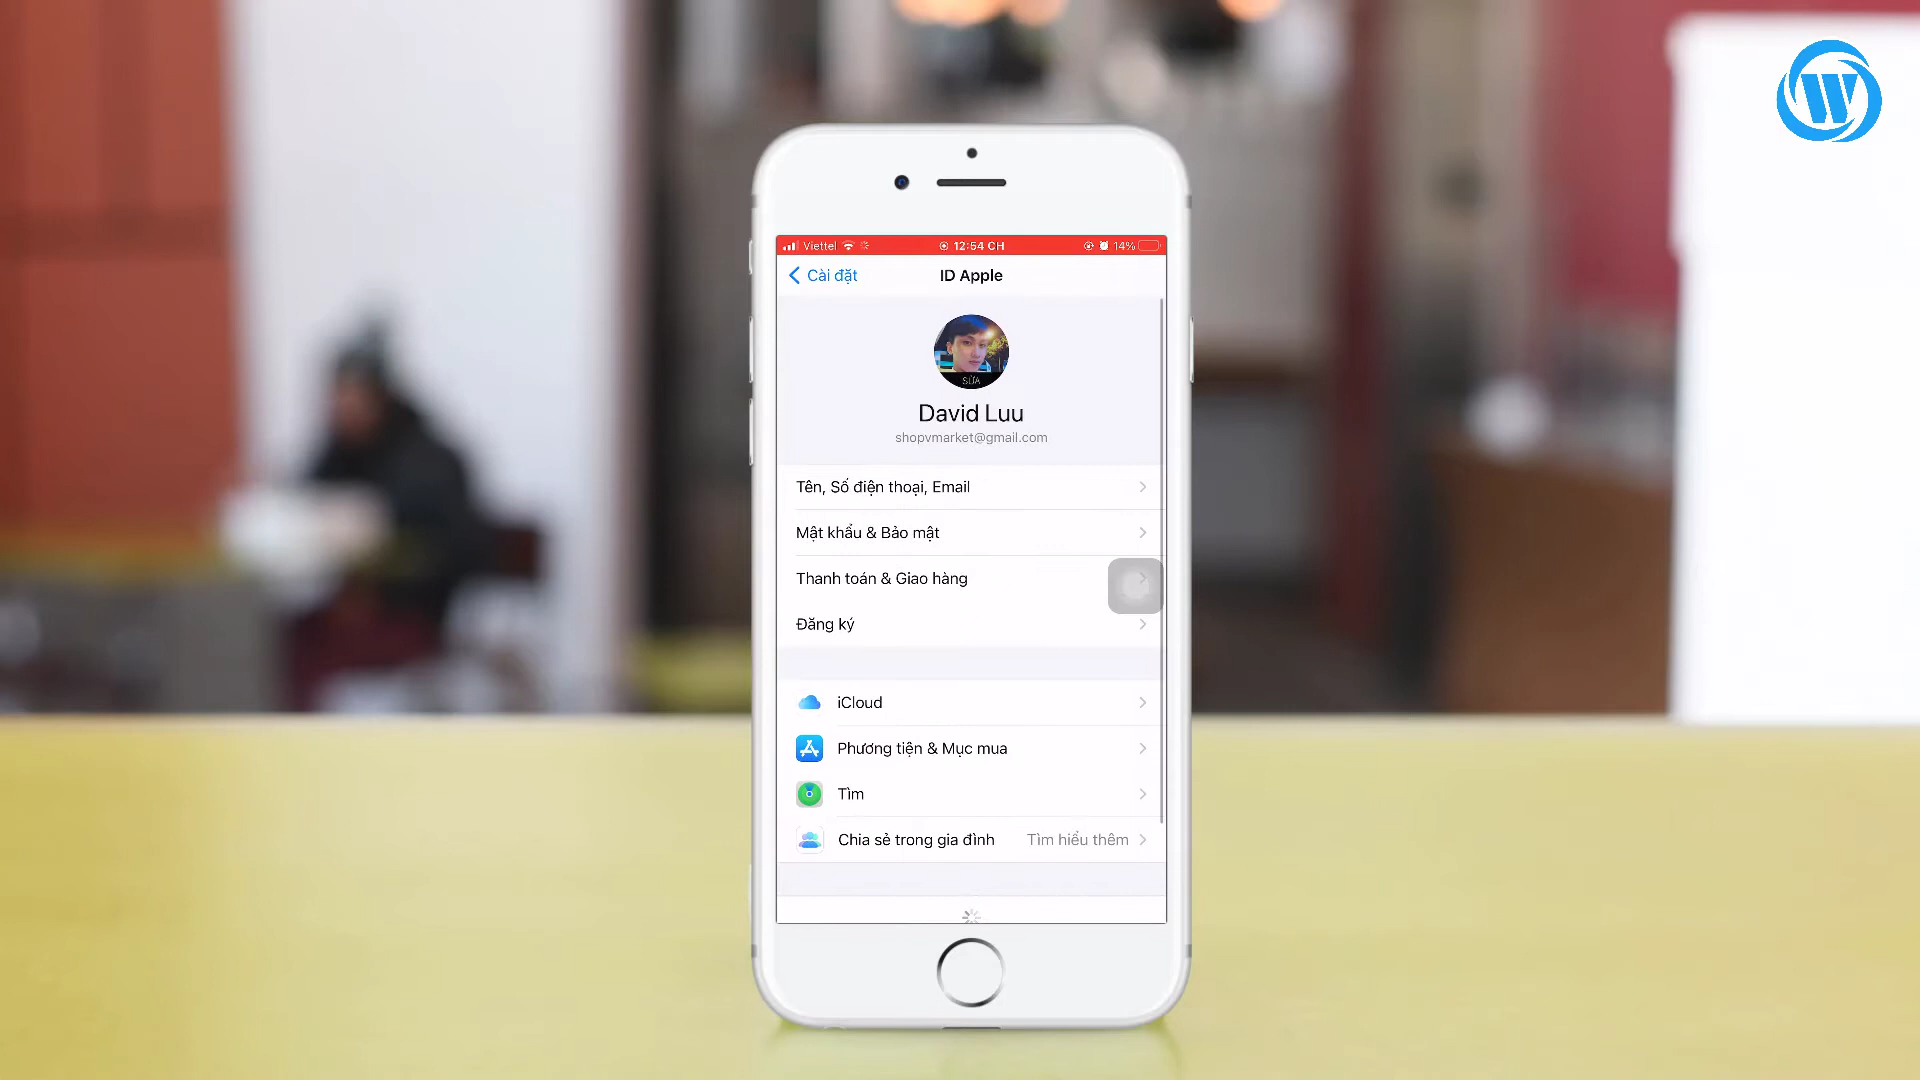 W
Viettel 12:54 CH 14%
Cài đặt ID Apple
SỬA
David Luu
shopvmarket@gmail.com
Tên, Số điện thoại, Email
Mật khẩu & Bảo mật
Thanh toán & Giao hàng
Đăng ký
iCloud
Phương tiện & Mục mua
Tìm
Chia sẻ trong gia đình Tìm hiểu thêm